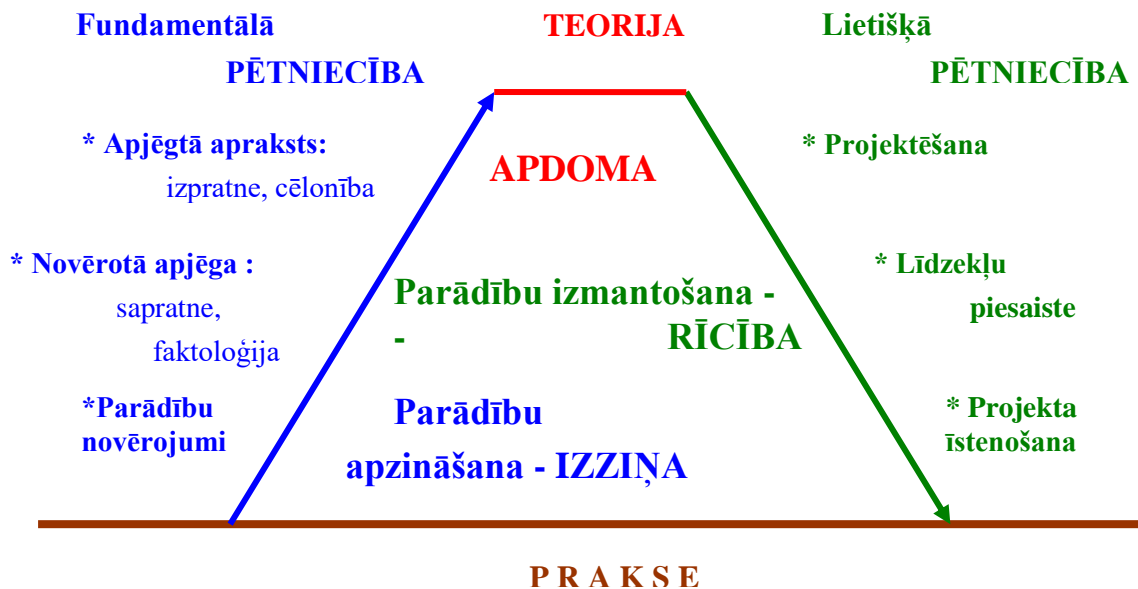 Fundamentālā
PĒTNIECĪBA
TEORIJA
Lietišķā
PĒTNIECĪBA
* Apjēgtā apraksts:
izpratne, cēlonība
APDOMA
* Projektēšana
* Novērotā apjēga :
sapratne,
faktoloģija
Parādību izmantošana -
- RĪCĪBA
* Līdzekļu
piesaiste
*Parādību
novērojumi
Parādību
apzināšana - IZZIŅA
* Projekta
īstenošana
P R A K S E